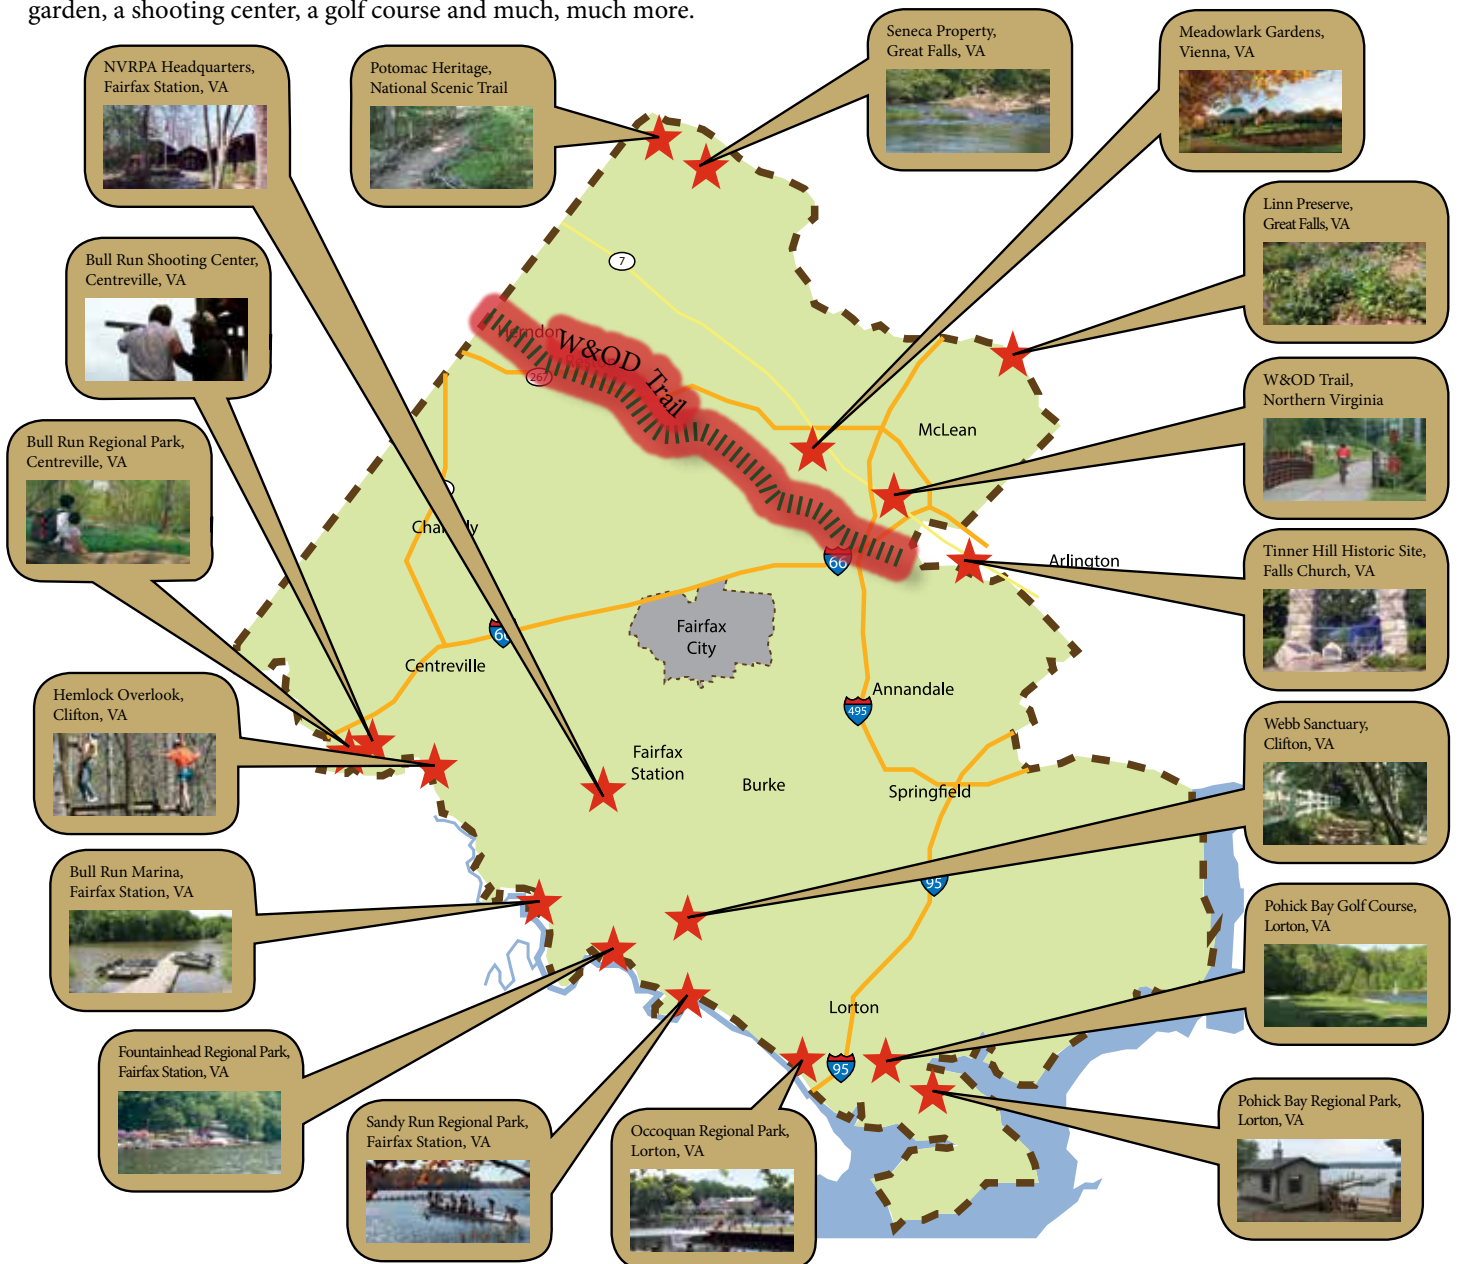 garden, a shooting center, a golf course and much, much more.
NVRPA Headquarters,
Fairfax Station, VA
Potomac Heritage,
National Scenic Trail
Seneca Property,
Great Falls, VA
Meadowlark Gardens,
Vienna, VA
Linn Preserve,
Great Falls, VA
Bull Run Shooting Center,
Centreville, VA
7
Herndon
W&OD Trail
267
McLean
W&OD Trail,
Northern Virginia
Bull Run Regional Park,
Centreville, VA
Tinner Hill Historic Site,
Falls Church, VA
66
Arlington
66
Fairfax
City
Centreville
Annandale
495
Hemlock Overlook,
Clifton, VA
Webb Sanctuary,
Clifton, VA
Fairfax
Station
Burke
Springfield
Bull Run Marina,
Fairfax Station, VA
95
Pohick Bay Golf Course,
Lorton, VA
Lorton
Fountainhead Regional Park,
Fairfax Station, VA
95
Sandy Run Regional Park,
Fairfax Station, VA
Occoquan Regional Park,
Lorton, VA
Pohick Bay Regional Park,
Lorton, VA